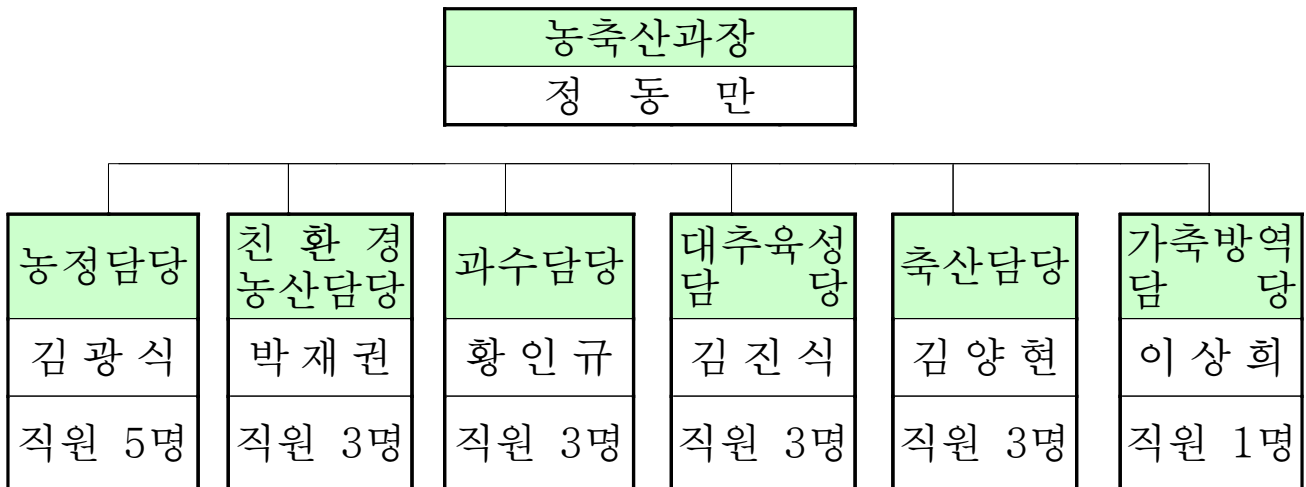 농축산과장
정 동 만
농정담당
김 광 식
직원 5명
친 환 경
농산담당
박 재 권
직원 3명
과수담당
황 인 규
직원 3명
대추육성
담 당
김 진 식
직원 3명
축산담당
김 양 현
직원 3명
가축방역
담 당
이 상 희
직원 1명